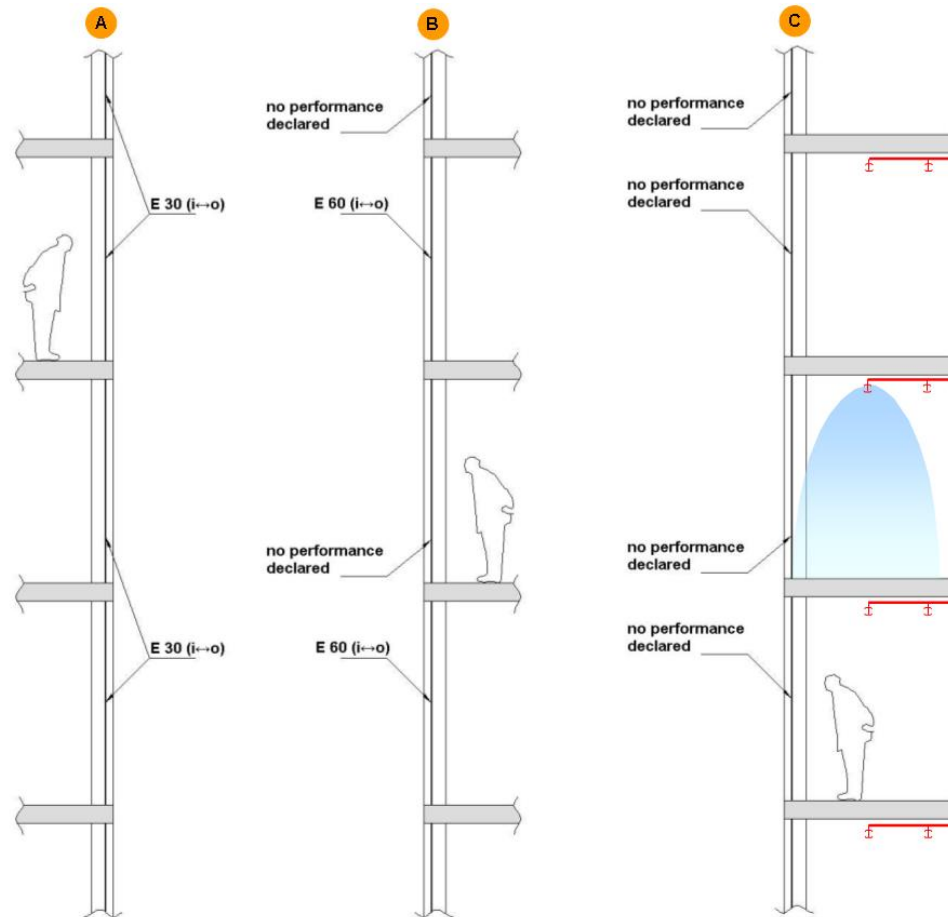 A
B
C
no performance
declared
E 30 (i↔o)
E 60 (i↔o)
no performance
declared
E 30 (i↔o)
E 60 (i↔o)
no performance
declared
no performance
declared
no performance
declared
no performance
declared